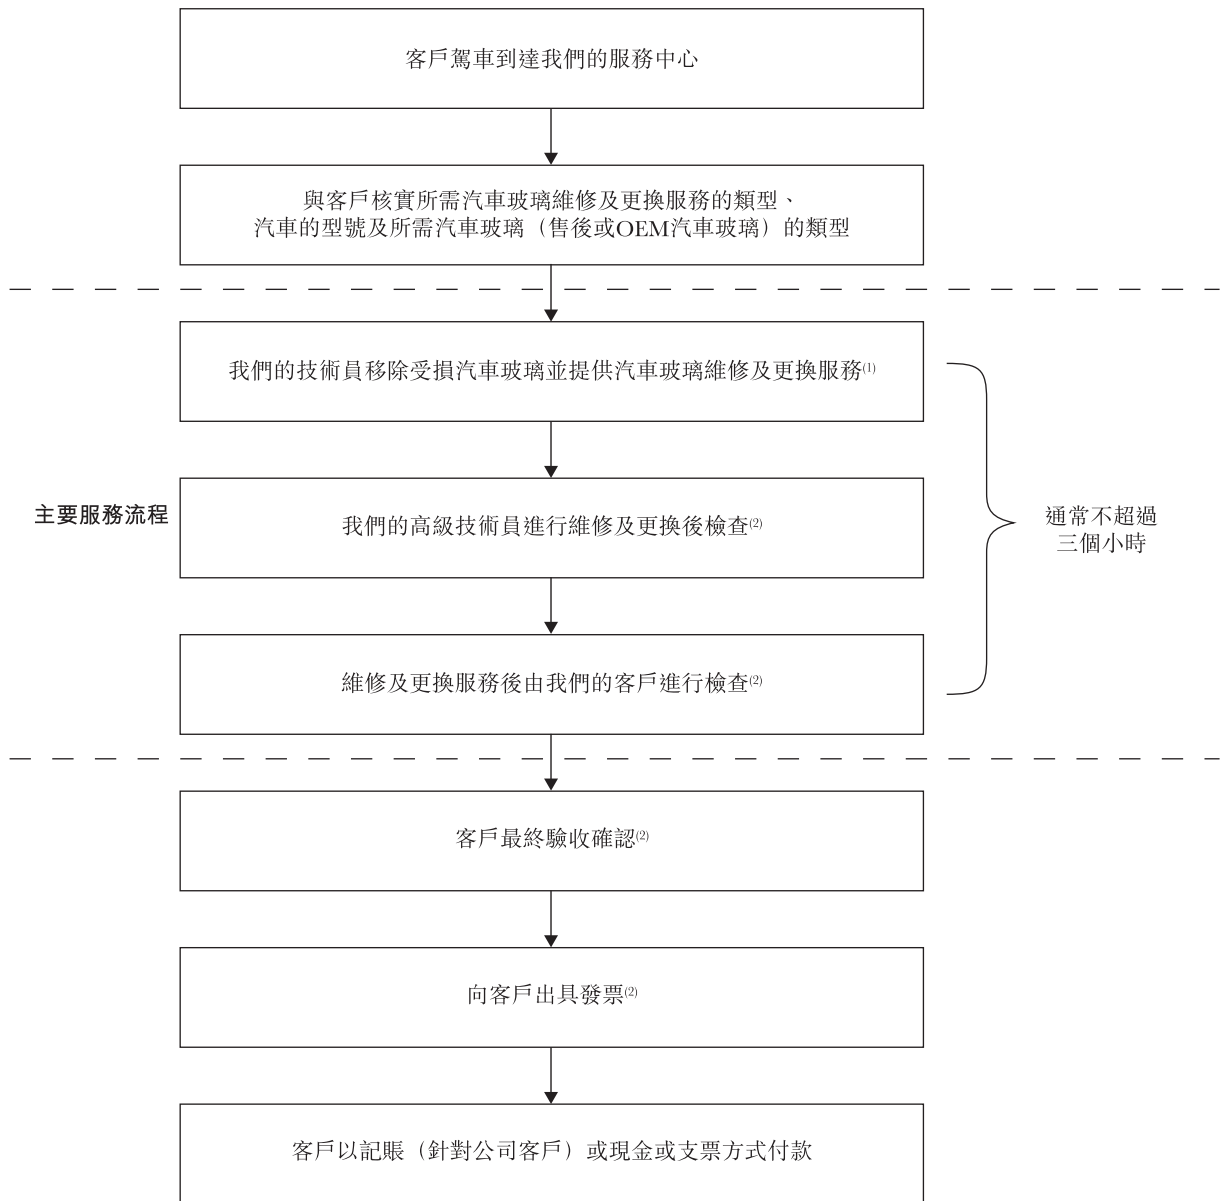 客戶駕車到達我們的服務中心
與客戶核實所需汽車玻璃維修及更換服務的類型、
汽車的型號及所需汽車玻璃（售後或OEM汽車玻璃）的類型
我們的技術員移除受損汽車玻璃並提供汽車玻璃維修及更換服務(1)
主要服務流程
我們的高級技術員進行維修及更換後檢查(2)
通常不超過
三個小時
維修及更換服務後由我們的客戶進行檢查(2)
客戶最終驗收確認(2)
向客戶出具發票(2)
客戶以記賬（針對公司客戶）或現金或支票方式付款